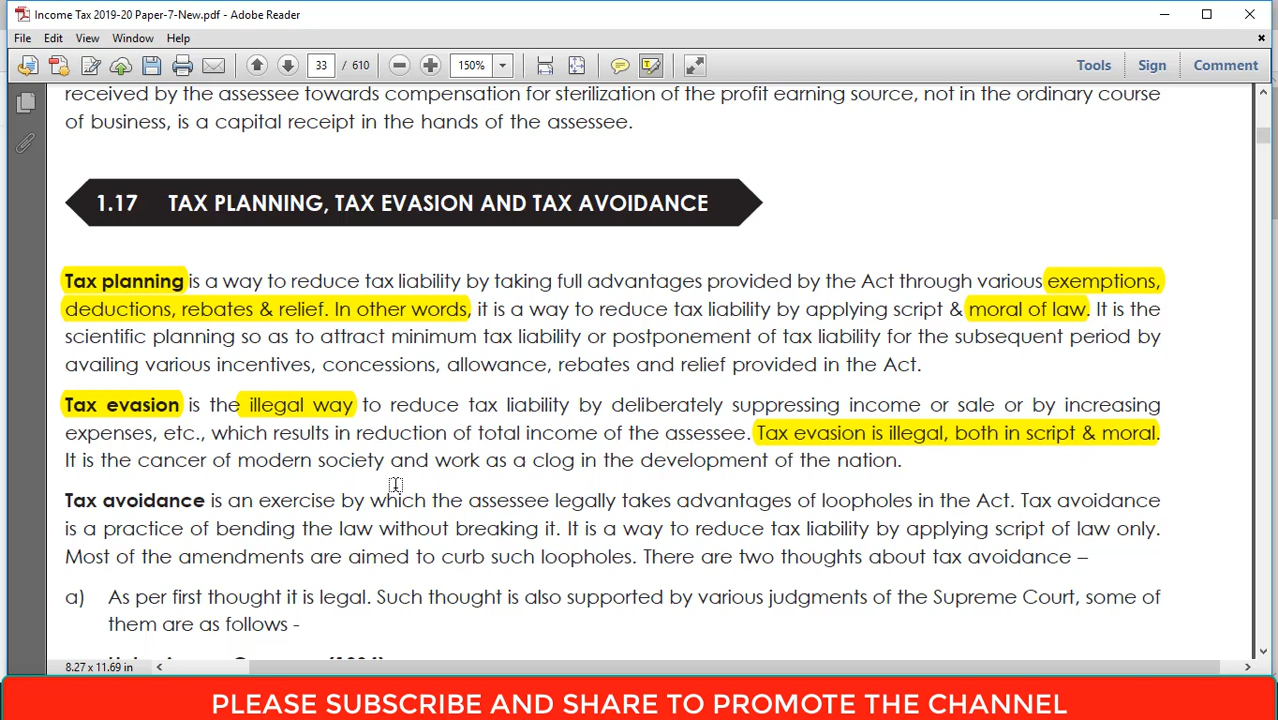 Income Tax 2019-20 Paper-7-New.pdf - Adobe Reader
File Edit View Window Help
33 / 610 150% Tools Sign Comment
received by the assessee towards compensation for sterilization of the profit earning source, not in the ordinary course
of business, is a capital receipt in the hands of the assessee.
1.17 TAX PLANNING, TAX EVASION AND TAX AVOIDANCE
Tax planning is a way to reduce tax liability by taking full advantages provided by the Act through various exemptions,
deductions, rebates & relief. In other words, it is a way to reduce tax liability by applying script & moral of law. It is the
scientific planning so as to attract minimum tax liability or postponement of tax liability for the subsequent period by
availing various incentives, concessions, allowance, rebates and relief provided in the Act.
Tax evasion is the illegal way to reduce tax liability by deliberately suppressing income or sale or by increasing
expenses, etc., which results in reduction of total income of the assessee. Tax evasion is illegal, both in script & moral.
It is the cancer of modern society and work as a clog in the development of the nation.
Tax avoidance is an exercise by which the assessee legally takes advantages of loopholes in the Act. Tax avoidance
is a practice of bending the law without breaking it. It is a way to reduce tax liability by applying script of law only.
Most of the amendments are aimed to curb such loopholes. There are two thoughts about tax avoidance –
a) As per first thought it is legal. Such thought is also supported by various judgments of the Supreme Court, some of
them are as follows -
8.27 x 11.69 in
PLEASE SUBSCRIBE AND SHARE TO PROMOTE THE CHANNEL